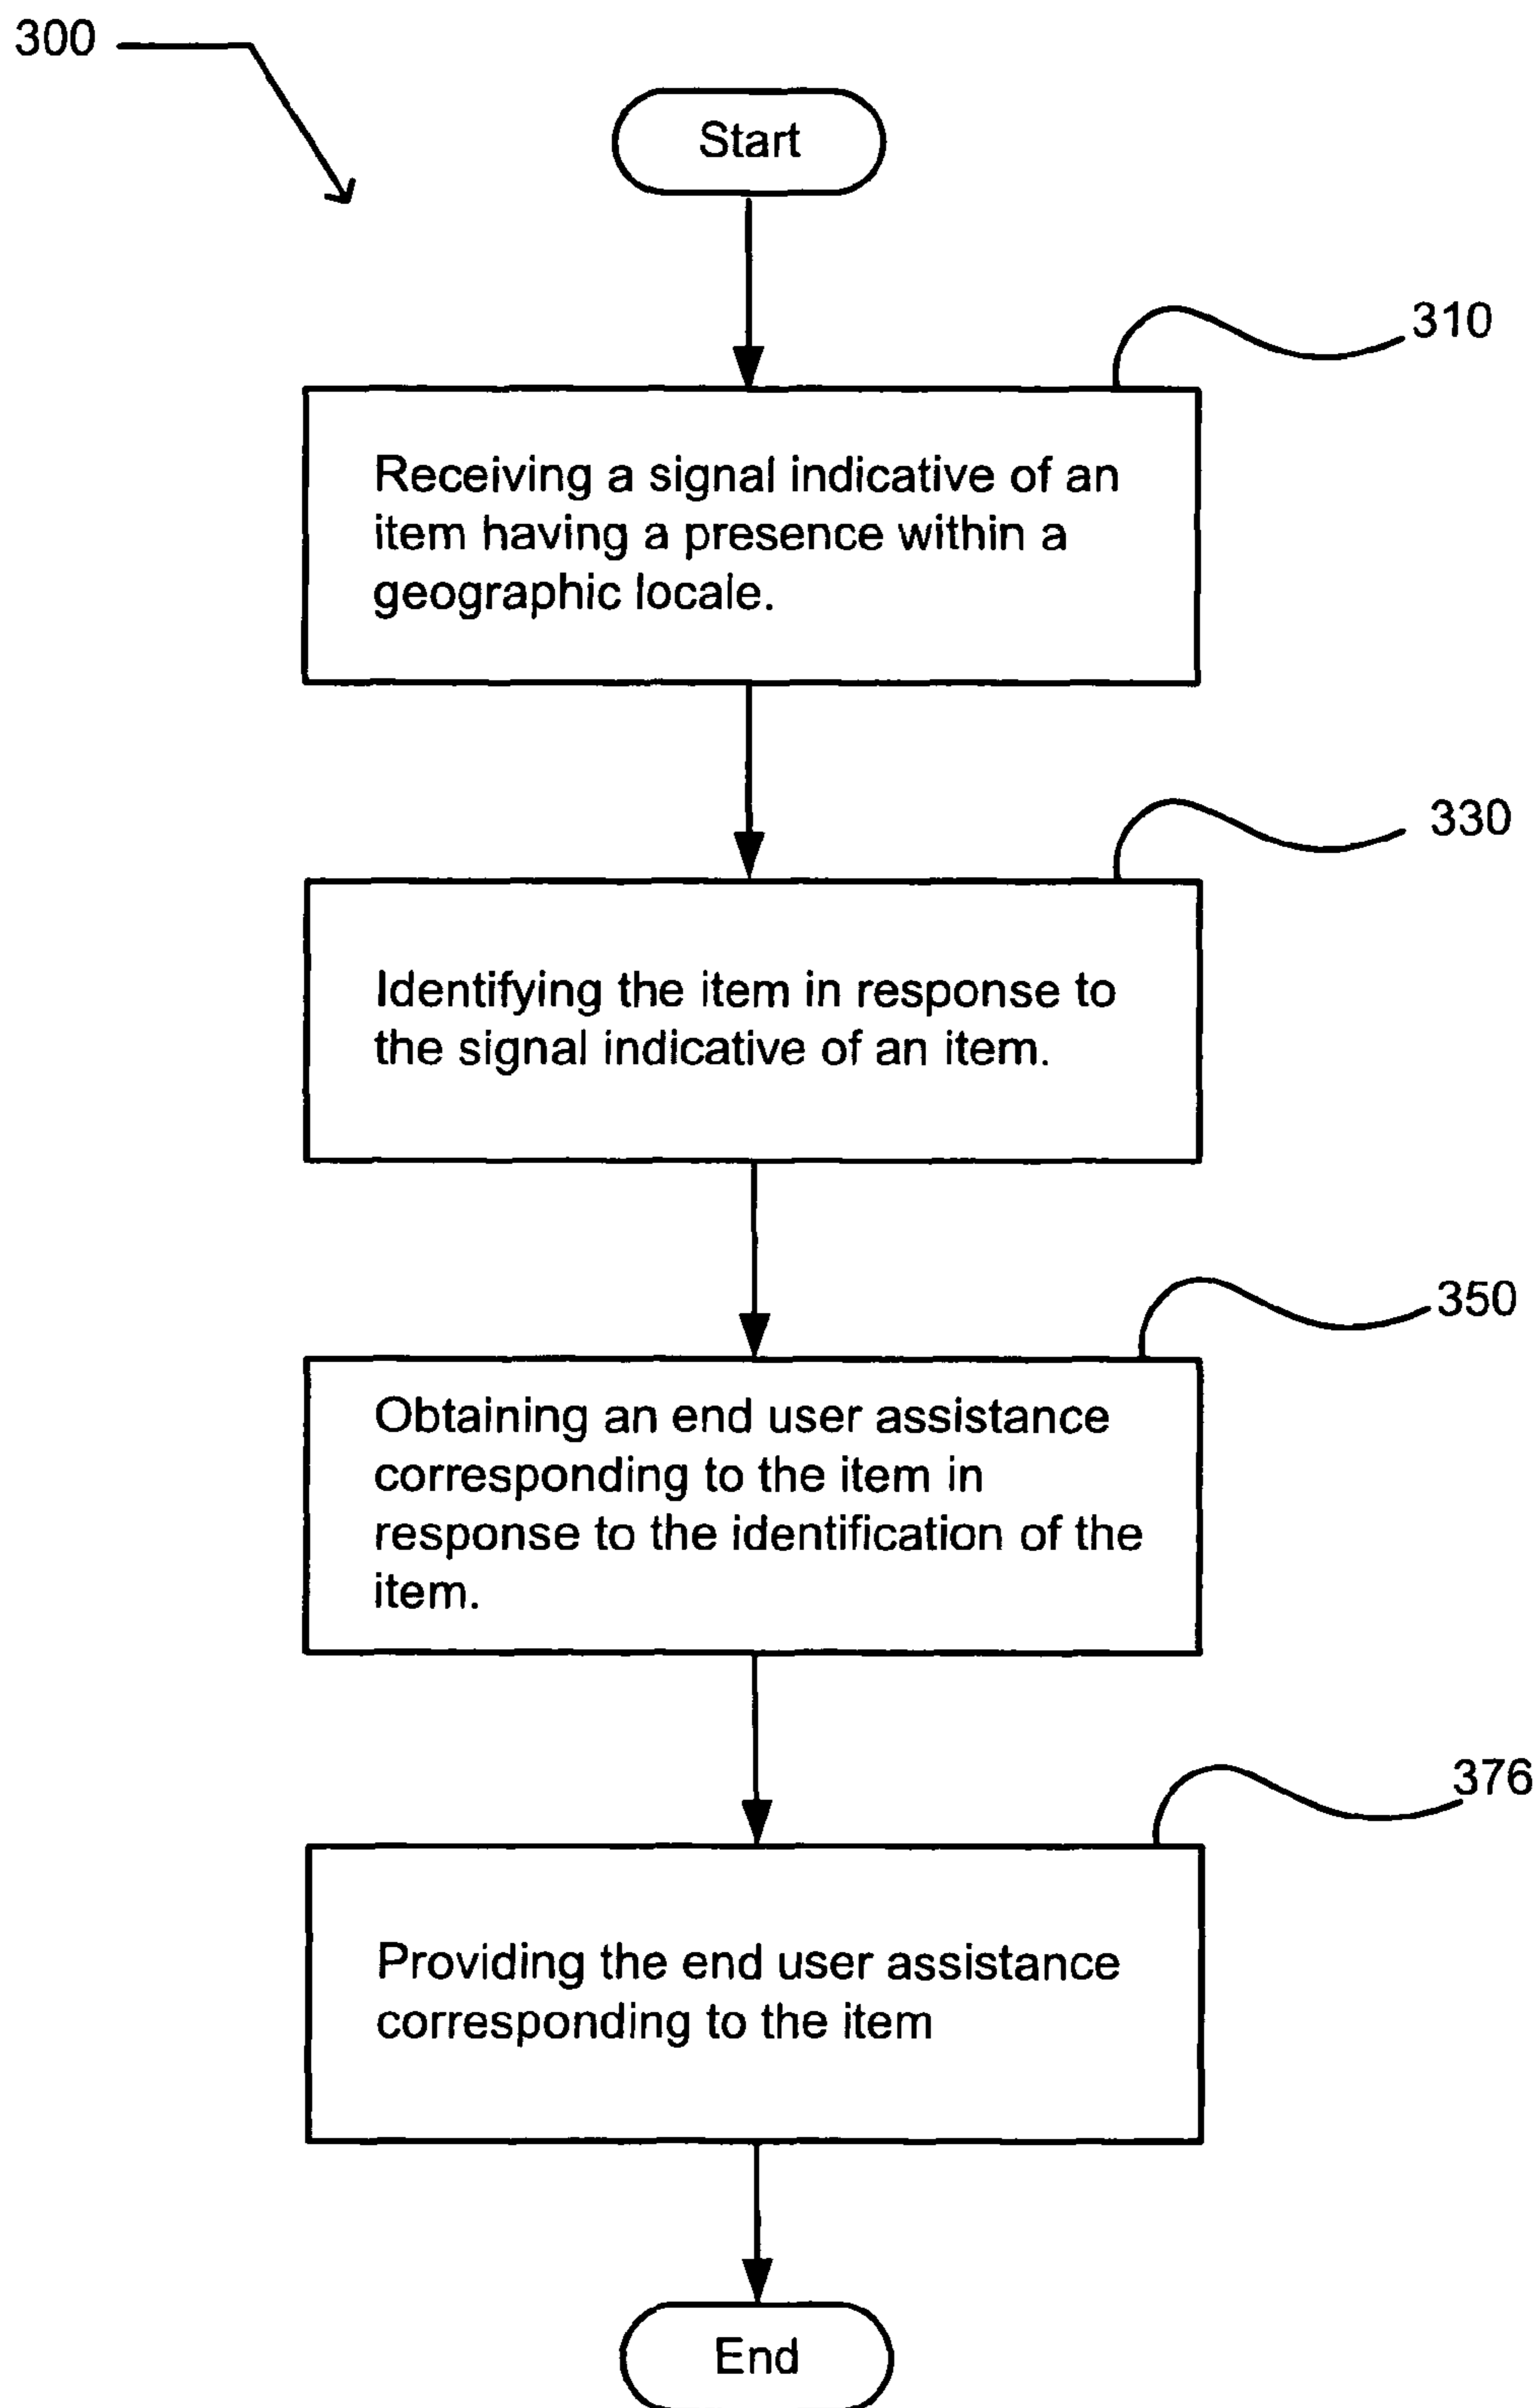 300
Start
310
Receiving a signal indicative of an
item having a presence within a
geographic locale.
330
Identifying the item in response to
the signal indicative of an item.
350
Obtaining an end user assistance
corresponding to the item in
response to the identification of the
item.
376
Providing the end user assistance
corresponding to the item
End